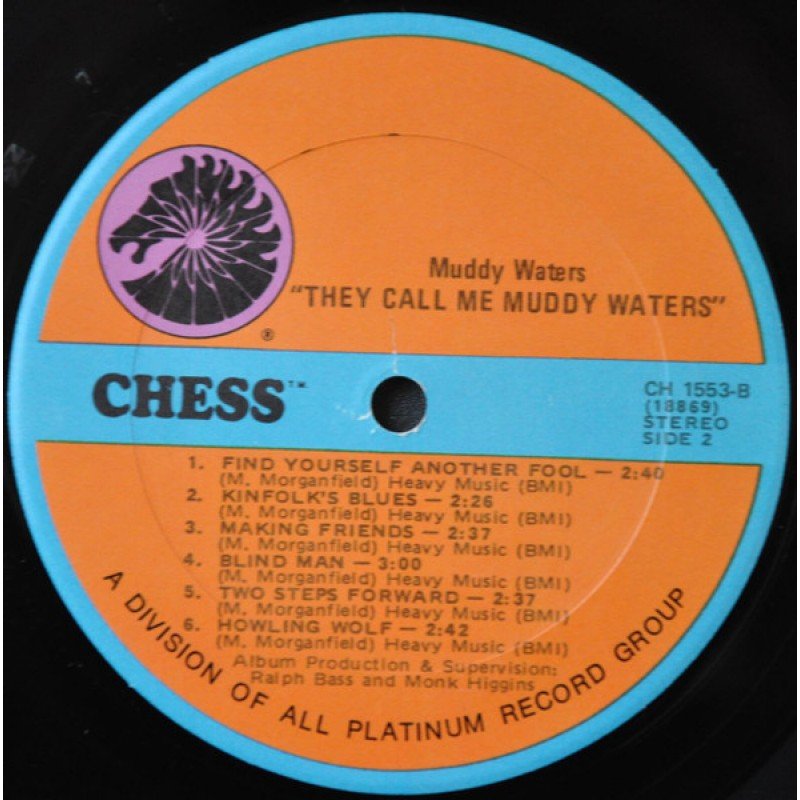 Muddy Waters
"THEY CALL ME MUDDY WATERS"
®
CHESS™
CH 1553-B
(18869)
STEREO
SIDE 2
1. FIND YOURSELF ANOTHER FOOL — 2:40
(M. Morganfield) Heavy Music (BMI)
2. KINFOLK'S BLUES — 2:26
(M. Morganfield) Heavy Music (BMI)
3. MAKING FRIENDS — 2:37
(M. Morganfield) Heavy Music (BMI)
4. BLIND MAN — 3:00
(M. Morganfield) Heavy Music (BMI)
5. TWO STEPS FORWARD — 2:37
(M. Morganfield) Heavy Music (BMI)
6. HOWLING WOLF — 2:42
(M. Morganfield) Heavy Music (BMI)
Album Production & Supervision:
Ralph Bass and Monk Higgins
A DIVISION OF ALL PLATINUM RECORD GROUP